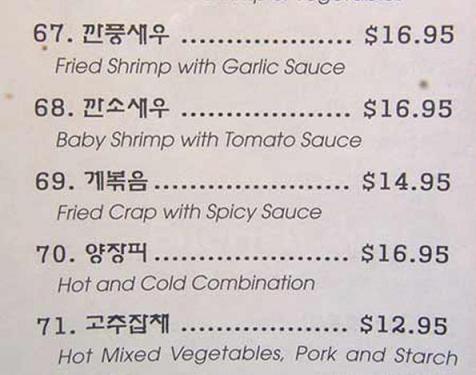 67. 깐풍새우 .................... $16.95
Fried Shrimp with Garlic Sauce
68. 깐소새우 .................... $16.95
Baby Shrimp with Tomato Sauce
69. 게볶음 ....................... $14.95
Fried Crap with Spicy Sauce
70. 양장피 ....................... $16.95
Hot and Cold Combination
71. 고추잡채 .................... $12.95
Hot Mixed Vegetables, Pork and Starch